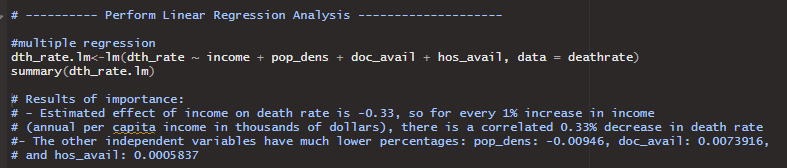 # ---------- Perform Linear Regression Analysis --------------------
#multiple regression
dth_rate.lm<-lm(dth_rate ~ income + pop_dens + doc_avail + hos_avail, data = deathrate)
summary(dth_rate.lm)
# Results of importance:
# - Estimated effect of income on death rate is -0.33, so for every 1% increase in income
# (annual per capita income in thousands of dollars), there is a correlated 0.33% decrease in death rate
#- The other independent variables have much lower percentages: pop_dens: -0.00946, doc_avail: 0.0073916,
# and hos_avail: 0.0005837